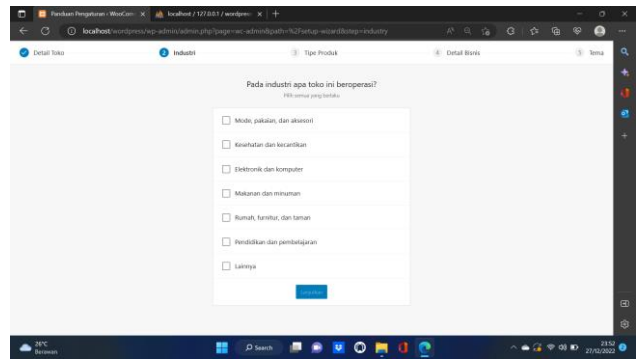 Panduan Pengaturan - WooCom
localhost / 127.0.0.1 / wordpres
localhost/wordpress/wp-admin/admin.php?page=wc-admin&path=%2Fsetup-wizard&step=industry
Detail Toko
2 Industri
3 Tipe Produk
4 Detail Bisnis
5 Tema
Pada industri apa toko ini beroperasi?
Pilih semua yang berlaku
Mode, pakaian, dan aksesori
Kesehatan dan kecantikan
Elektronik dan komputer
Makanan dan minuman
Rumah, furnitur, dan taman
Pendidikan dan pembelajaran
Lainnya
26°C
Berawan
Search
23.52
27/12/2022